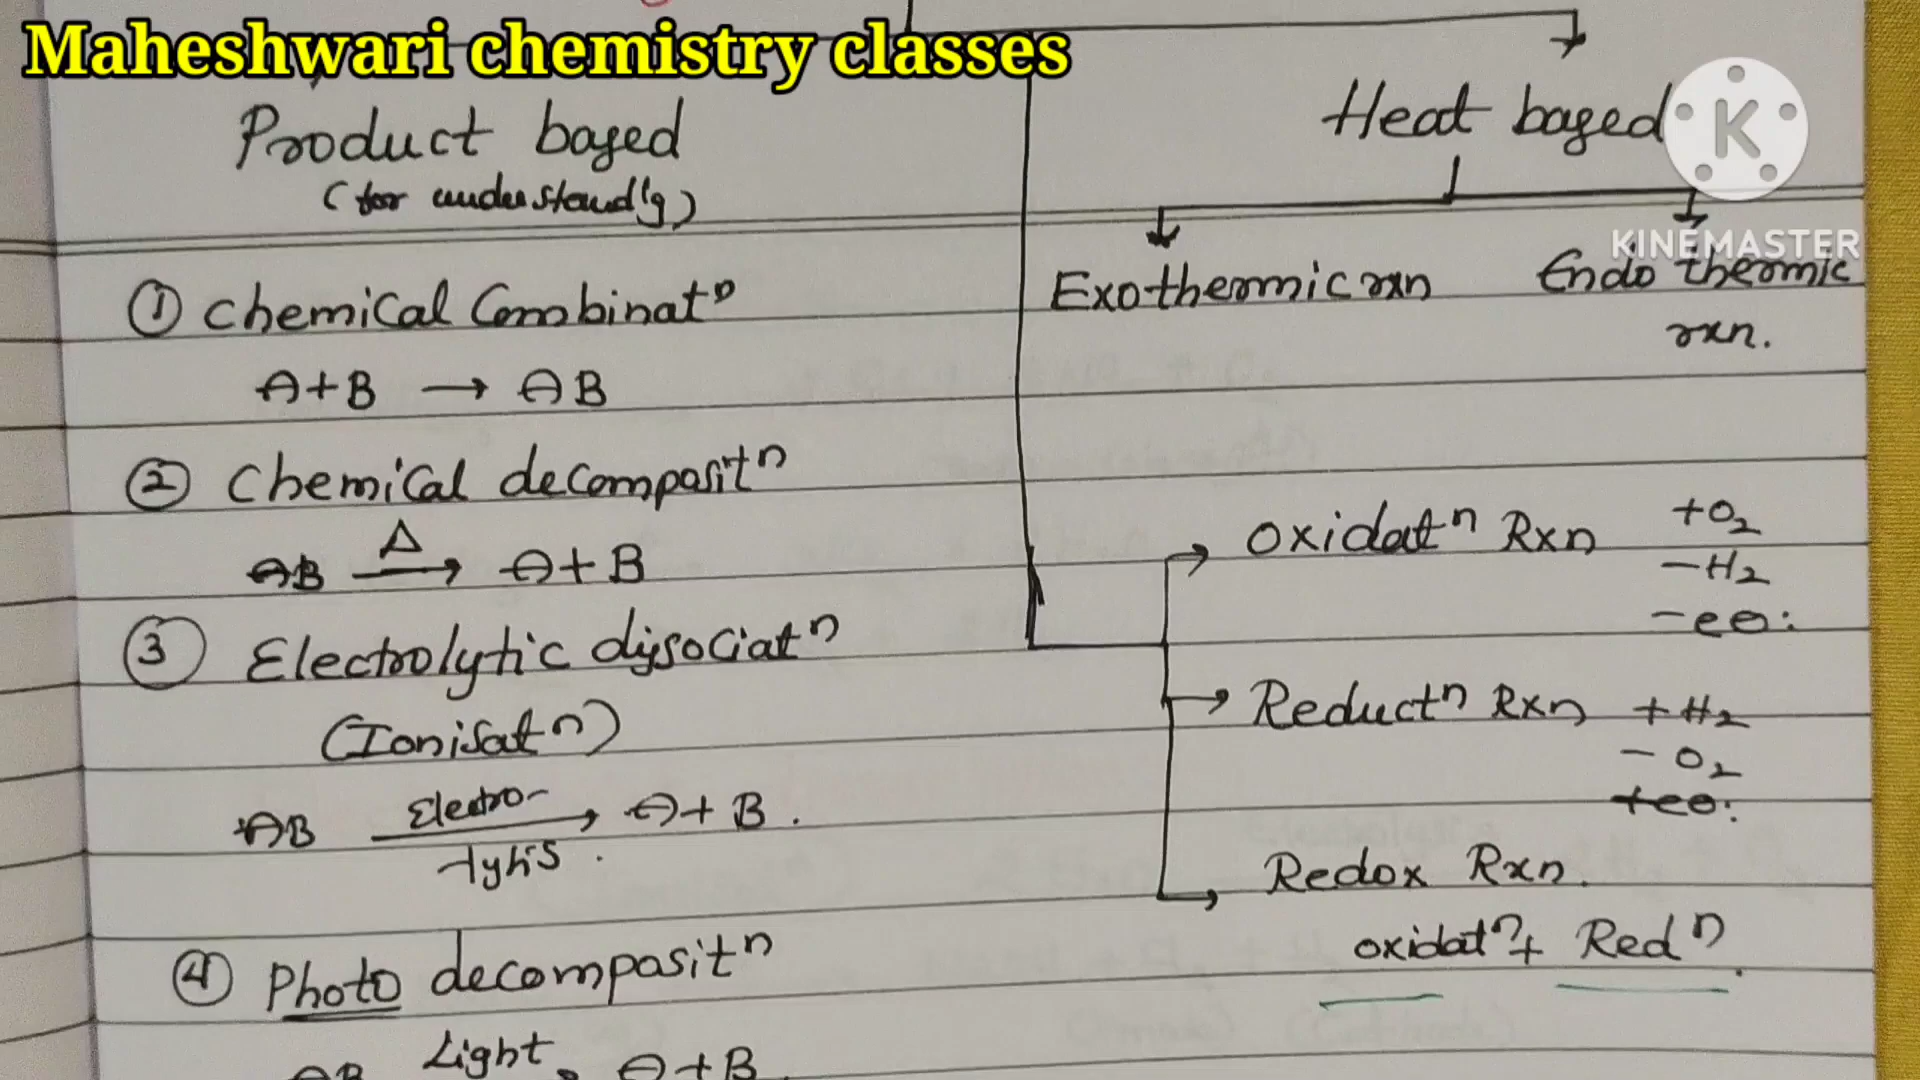 Maheshwari chemistry classes
Product based
(for understand'g)
① Chemical Combinatⁿ
A+B → AB
② Chemical decompositⁿ
AB Δ→ A+B
③ Electrolytic dissociatⁿ
(Ionisatⁿ)
AB Electro-lysis → A+B.
④ Photo decompositⁿ
AB Light → A+B
Heat based
K
KINEMASTER
Exothermic rxn
Endothermic
rxn.
→ Oxidatⁿ Rxn +O₂
-H₂
-e⊖:
→ Reductⁿ Rxn +H₂
-O₂
+e⊖:
→ Redox Rxn.
oxidatⁿ + Redⁿ.